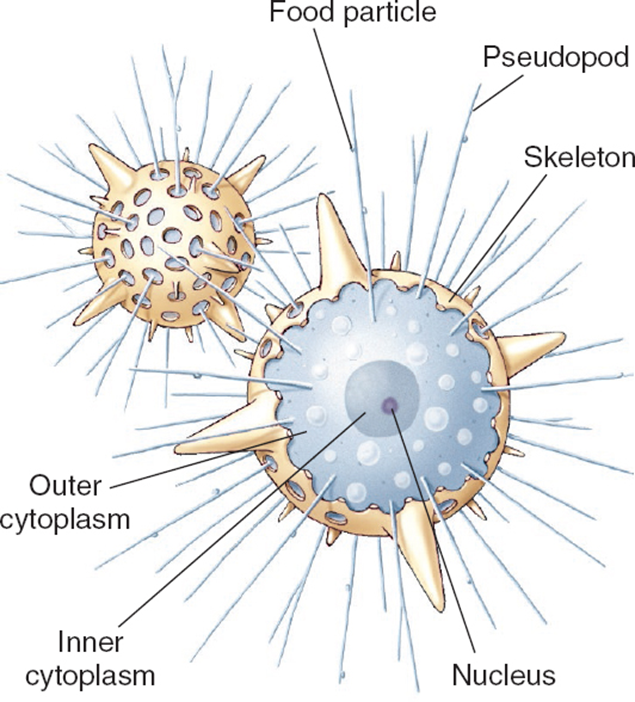 Food particle
Pseudopod
Skeleton
Outer
cytoplasm
Inner
cytoplasm
Nucleus